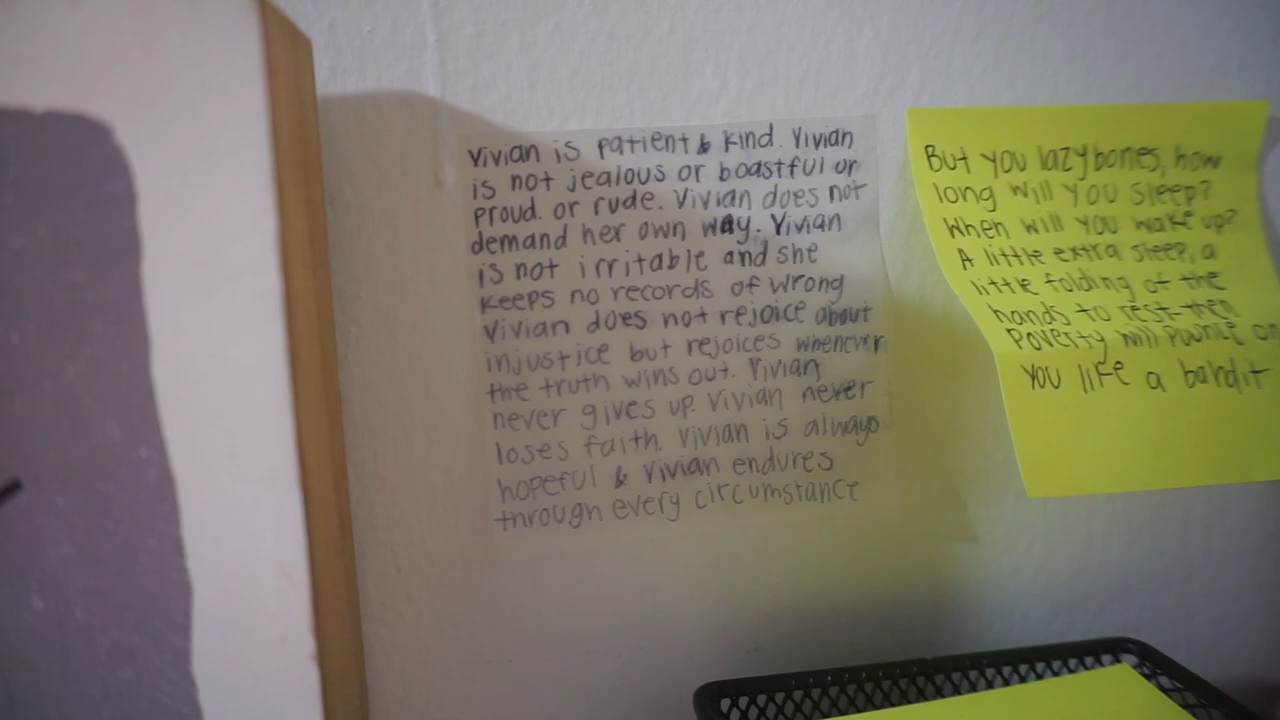 Vivian is patient & kind. Vivian
is not jealous or boastful or
proud. or rude. Vivian does not
demand her own way. Vivian
is not irritable and she
keeps no records of wrong
Vivian does not rejoice about
injustice but rejoices whenever
the truth wins out. Vivian
never gives up. Vivian never
loses faith. Vivian is always
hopeful & Vivian endures
through every circumstance
But you lazybones, how
long will you sleep?
When will you wake up?
A little extra sleep, a
little folding of the
hands to rest-then
Poverty will pounce on
you like a bandit